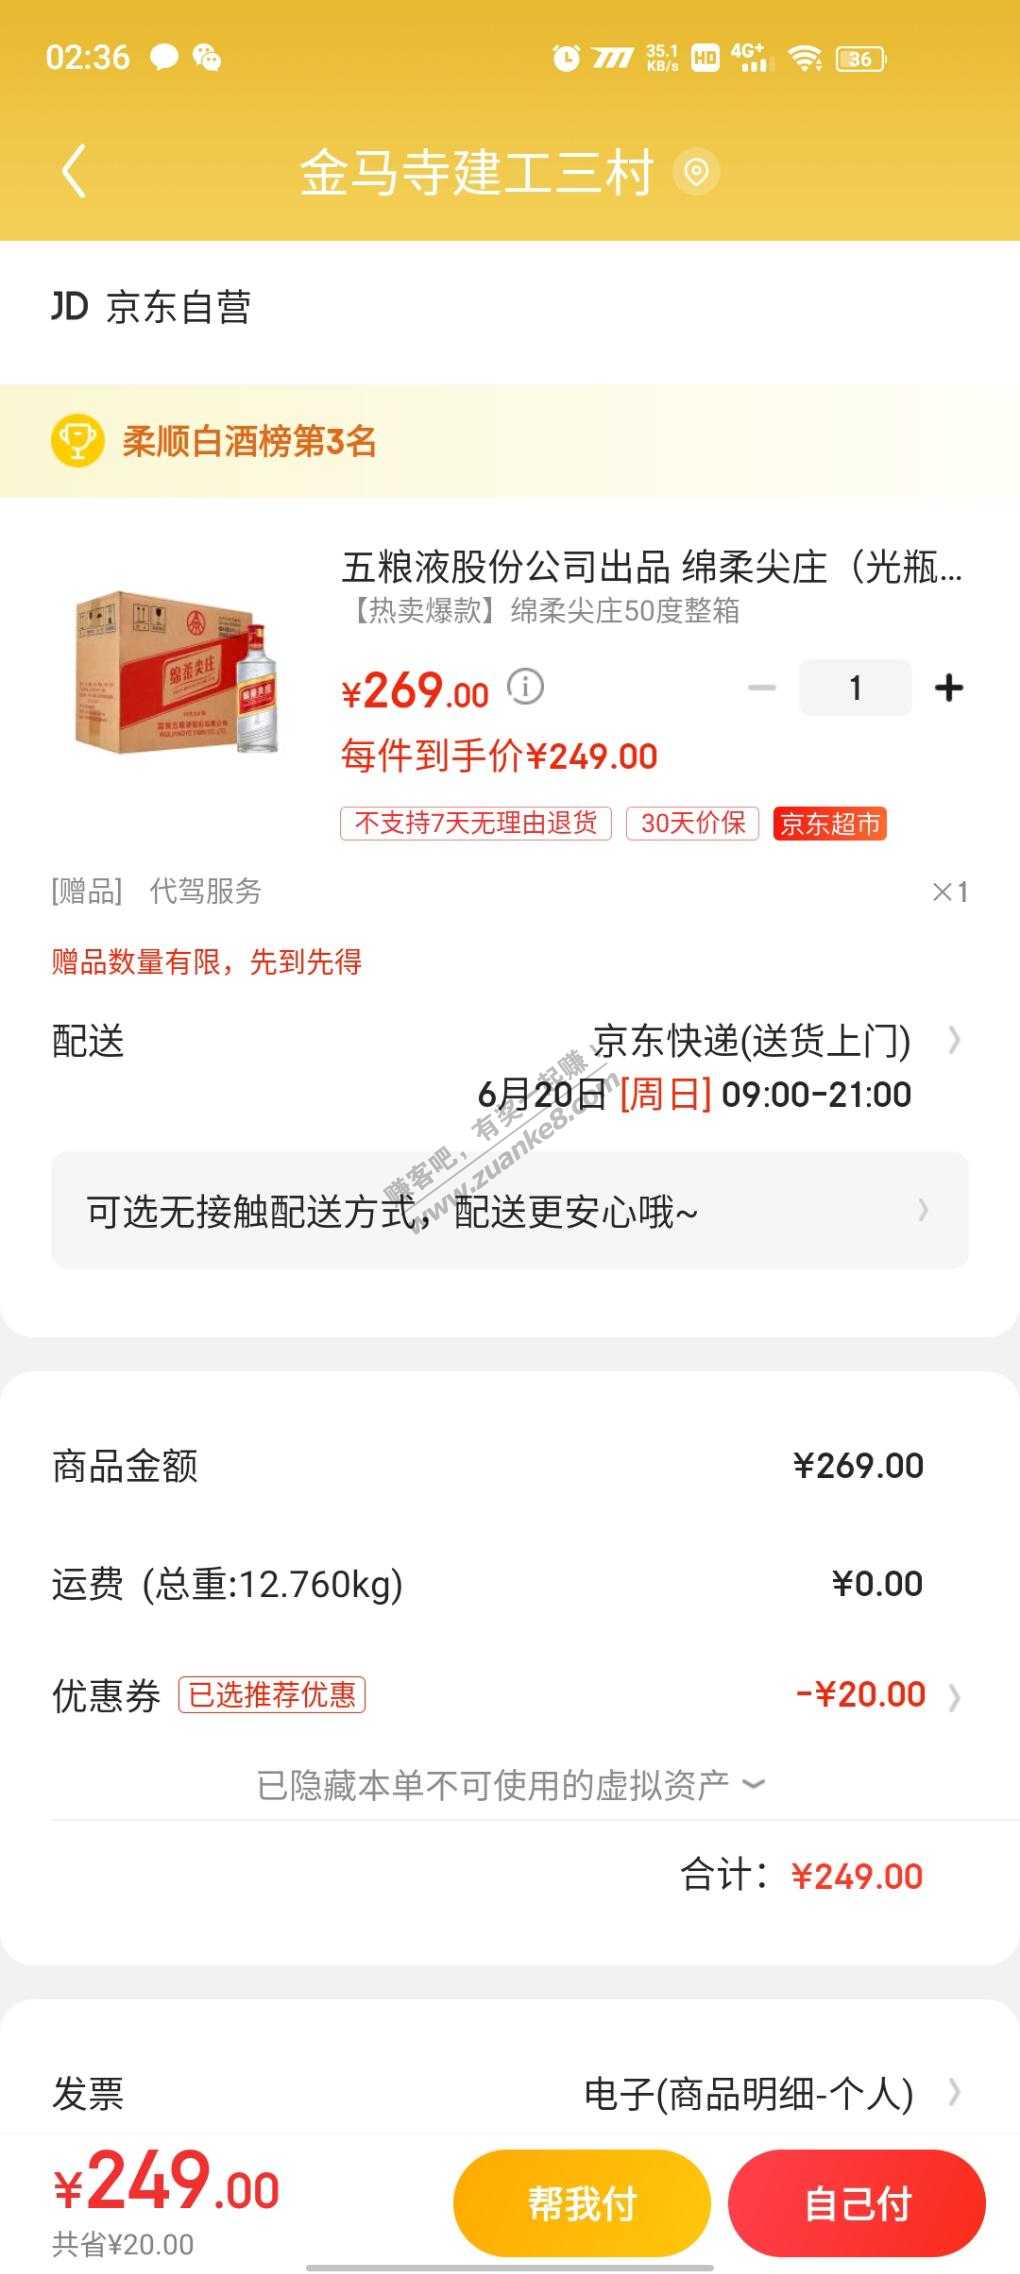 02:36
35.1 KB/s HD 4G+ 36
金马寺建工三村
JD 京东自营
柔顺白酒榜第3名
五粮液股份公司出品 绵柔尖庄（光瓶...
【热卖爆款】绵柔尖庄50度整箱
绵柔尖庄
¥269.00
1
每件到手价¥249.00
不支持7天无理由退货 30天价保 京东超市
[赠品] 代驾服务 ×1
赠品数量有限，先到先得
配送 京东快递(送货上门)
6月20日 [周日] 09:00-21:00
赚客吧，有奖一起赚！
www.zuanke8.com
可选无接触配送方式，配送更安心哦~
商品金额 ¥269.00
运费 (总重:12.760kg) ¥0.00
优惠券 已选推荐优惠 -¥20.00
已隐藏本单不可使用的虚拟资产
合计： ¥249.00
发票 电子(商品明细-个人)
¥249.00
共省¥20.00
帮我付
自己付